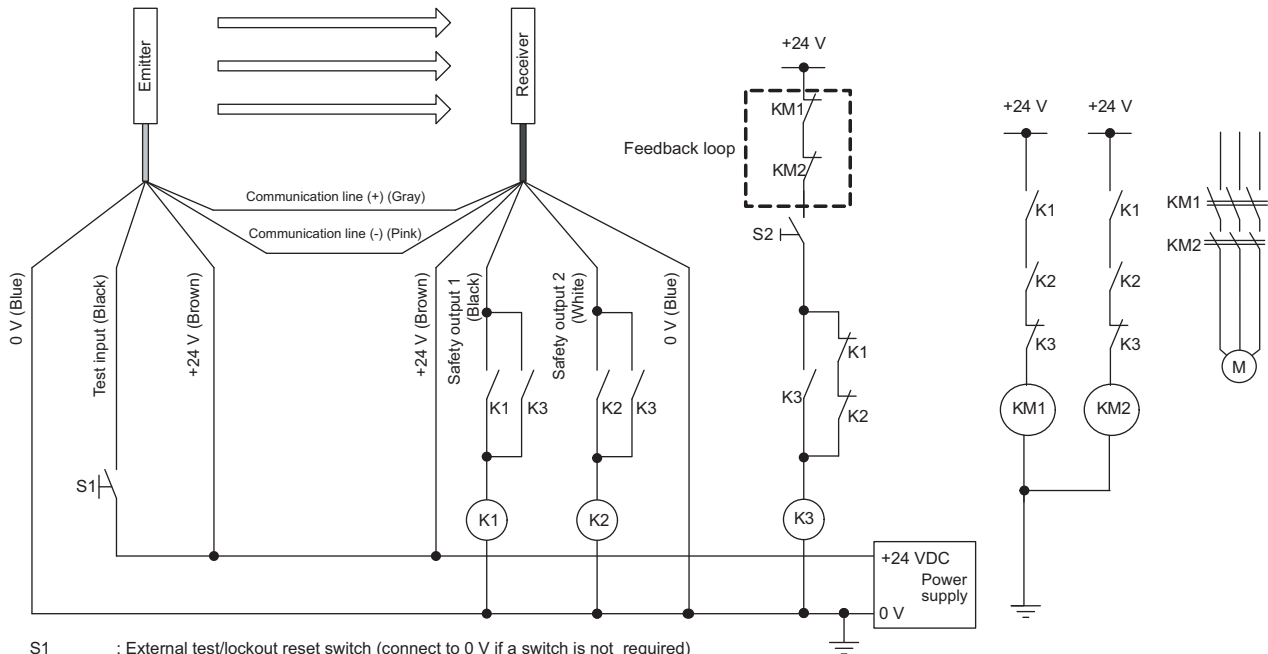 Emitter
Receiver
Communication line (+) (Gray)
Communication line (-) (Pink)
0 V (Blue)
Test input (Black)
+24 V (Brown)
+24 V (Brown)
Safety output 1
(Black)
Safety output 2
(White)
0 V (Blue)
S1
K1
K3
K2
K3
K1
K2
+24 V
Feedback loop
KM1
KM2
S2
K3
K1
K2
K3
+24 VDC
Power
supply
0 V
+24 V
+24 V
K1
K1
K2
K2
K3
K3
KM1
KM2
KM1
KM2
M
S1 : External test/lockout reset switch (connect to 0 V if a switch is not required)